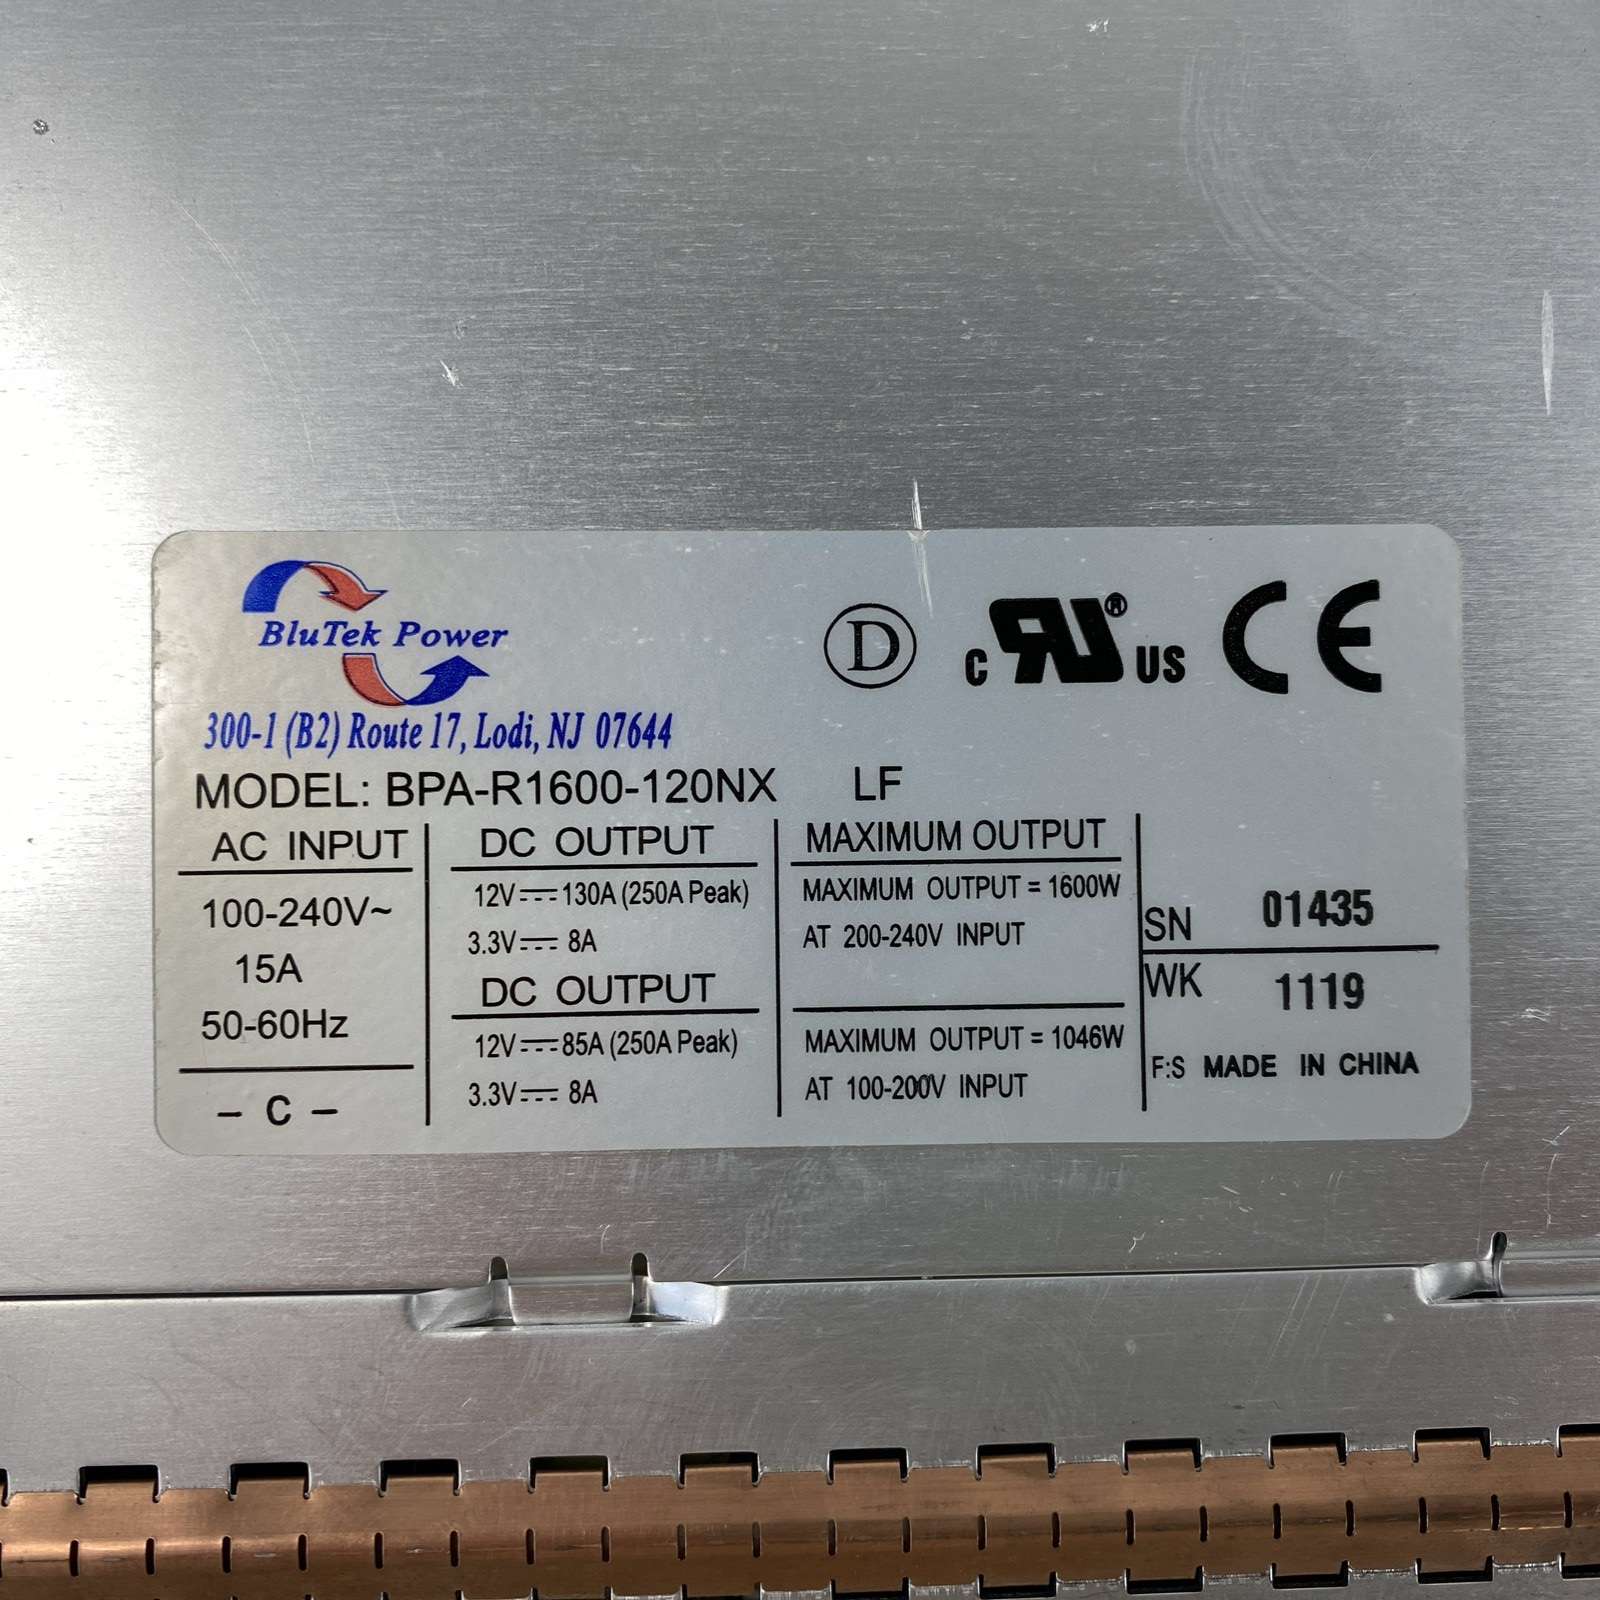 BluTek Power
300-1 (B2) Route 17, Lodi, NJ 07644
D
c RU ® US
CE
MODEL: BPA-R1600-120NX LF
AC INPUT
100-240V~
15A
50-60Hz
– C –
DC OUTPUT
12V⎓130A (250A Peak)
3.3V⎓ 8A
DC OUTPUT
12V⎓85A (250A Peak)
3.3V⎓ 8A
MAXIMUM OUTPUT
MAXIMUM OUTPUT = 1600W
AT 200-240V INPUT
MAXIMUM OUTPUT = 1046W
AT 100-200V INPUT
SN 01435
WK 1119
F:S MADE IN CHINA